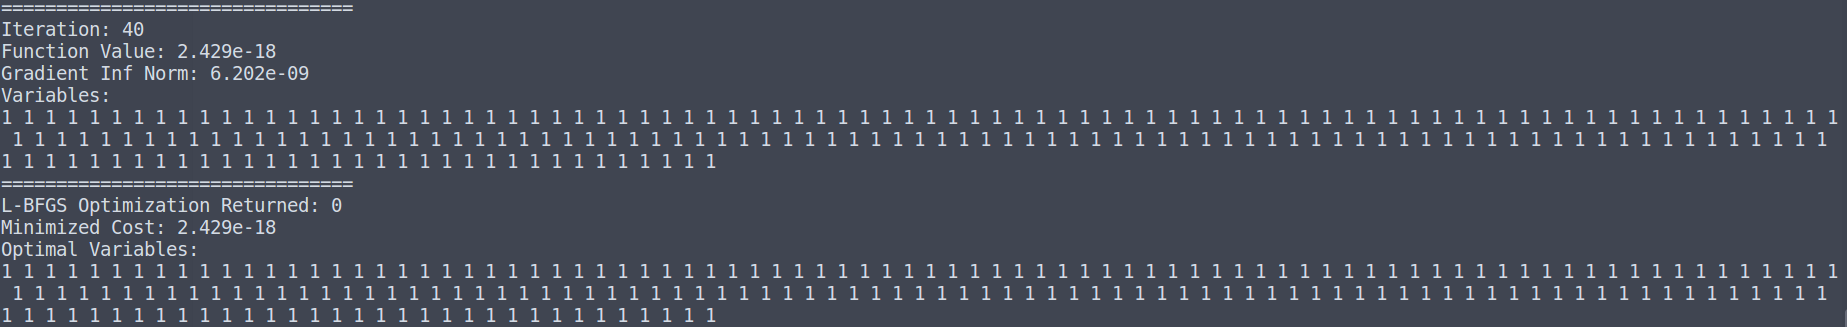 ================================
Iteration: 40
Function Value: 2.429e-18
Gradient Inf Norm: 6.202e-09
Variables:
1 1 1 1 1 1 1 1 1 1 1 1 1 1 1 1 1 1 1 1 1 1 1 1 1 1 1 1 1 1 1 1 1 1 1 1 1 1 1 1 1 1 1 1 1 1 1 1 1 1 1 1 1 1 1 1 1 1 1 1 1 1 1 1 1 1 1 1 1 1 1 1 1 1 1 1 1 1 1 1 1 1 1 1
1 1 1 1 1 1 1 1 1 1 1 1 1 1 1 1 1 1 1 1 1 1 1 1 1 1 1 1 1 1 1 1 1 1 1 1 1 1 1 1 1 1 1 1 1 1 1 1 1 1 1 1 1 1 1 1 1 1 1 1 1 1 1 1 1 1 1 1 1 1 1 1 1 1 1 1 1 1 1 1 1 1 1
1 1 1 1 1 1 1 1 1 1 1 1 1 1 1 1 1 1 1 1 1 1 1 1 1 1 1 1 1 1 1 1 1
================================
L-BFGS Optimization Returned: 0
Minimized Cost: 2.429e-18
Optimal Variables:
1 1 1 1 1 1 1 1 1 1 1 1 1 1 1 1 1 1 1 1 1 1 1 1 1 1 1 1 1 1 1 1 1 1 1 1 1 1 1 1 1 1 1 1 1 1 1 1 1 1 1 1 1 1 1 1 1 1 1 1 1 1 1 1 1 1 1 1 1 1 1 1 1 1 1 1 1 1 1 1 1 1 1 1
1 1 1 1 1 1 1 1 1 1 1 1 1 1 1 1 1 1 1 1 1 1 1 1 1 1 1 1 1 1 1 1 1 1 1 1 1 1 1 1 1 1 1 1 1 1 1 1 1 1 1 1 1 1 1 1 1 1 1 1 1 1 1 1 1 1 1 1 1 1 1 1 1 1 1 1 1 1 1 1 1 1 1
1 1 1 1 1 1 1 1 1 1 1 1 1 1 1 1 1 1 1 1 1 1 1 1 1 1 1 1 1 1 1 1 1